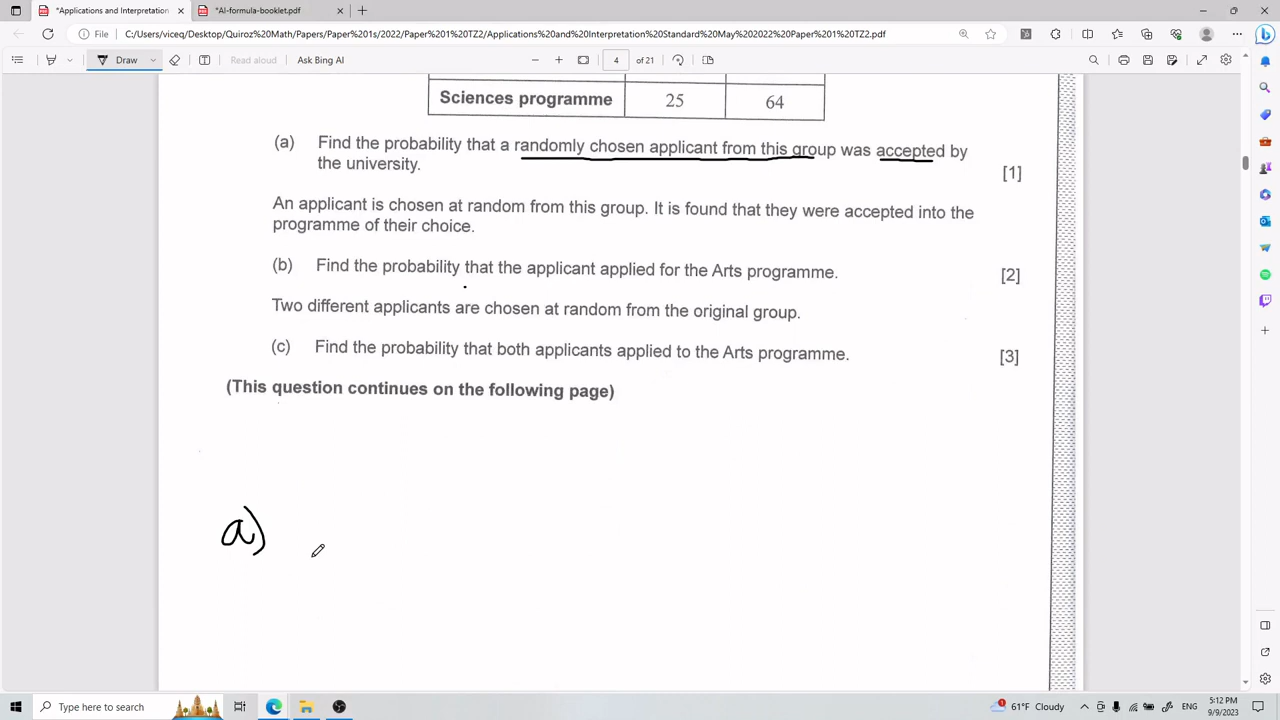 *Applications and Interpretation
*AI-formula-booklet.pdf
File
C:/Users/viceq/Desktop/Quiroz%20Math/Papers/Paper%201s/2022/Paper%201%20TZ2/Applications%20and%20Interpretation%20Standard%20May%202022%20Paper%201%20TZ2.pdf
Draw
Read aloud
Ask Bing AI
4
of 21
Sciences programme 25 64
(a) Find the probability that a randomly chosen applicant from this group was accepted by
the university. [1]
An applicant is chosen at random from this group. It is found that they were accepted into the
programme of their choice.
(b) Find the probability that the applicant applied for the Arts programme. [2]
Two different applicants are chosen at random from the original group.
(c) Find the probability that both applicants applied to the Arts programme. [3]
(This question continues on the following page)
a)
Type here to search
61°F Cloudy
5:12 PM
9/9/2023